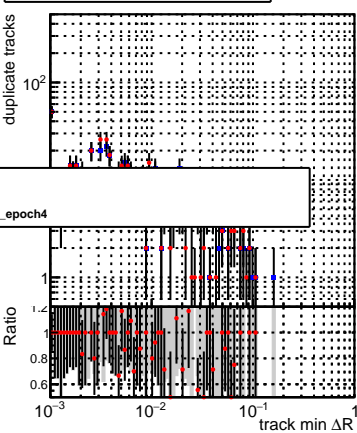 duplicate tracks
10²
_epoch4
1
Ratio
1.2
1
0.8
0.6
10⁻³
10⁻²
10⁻¹
1
track min ΔR